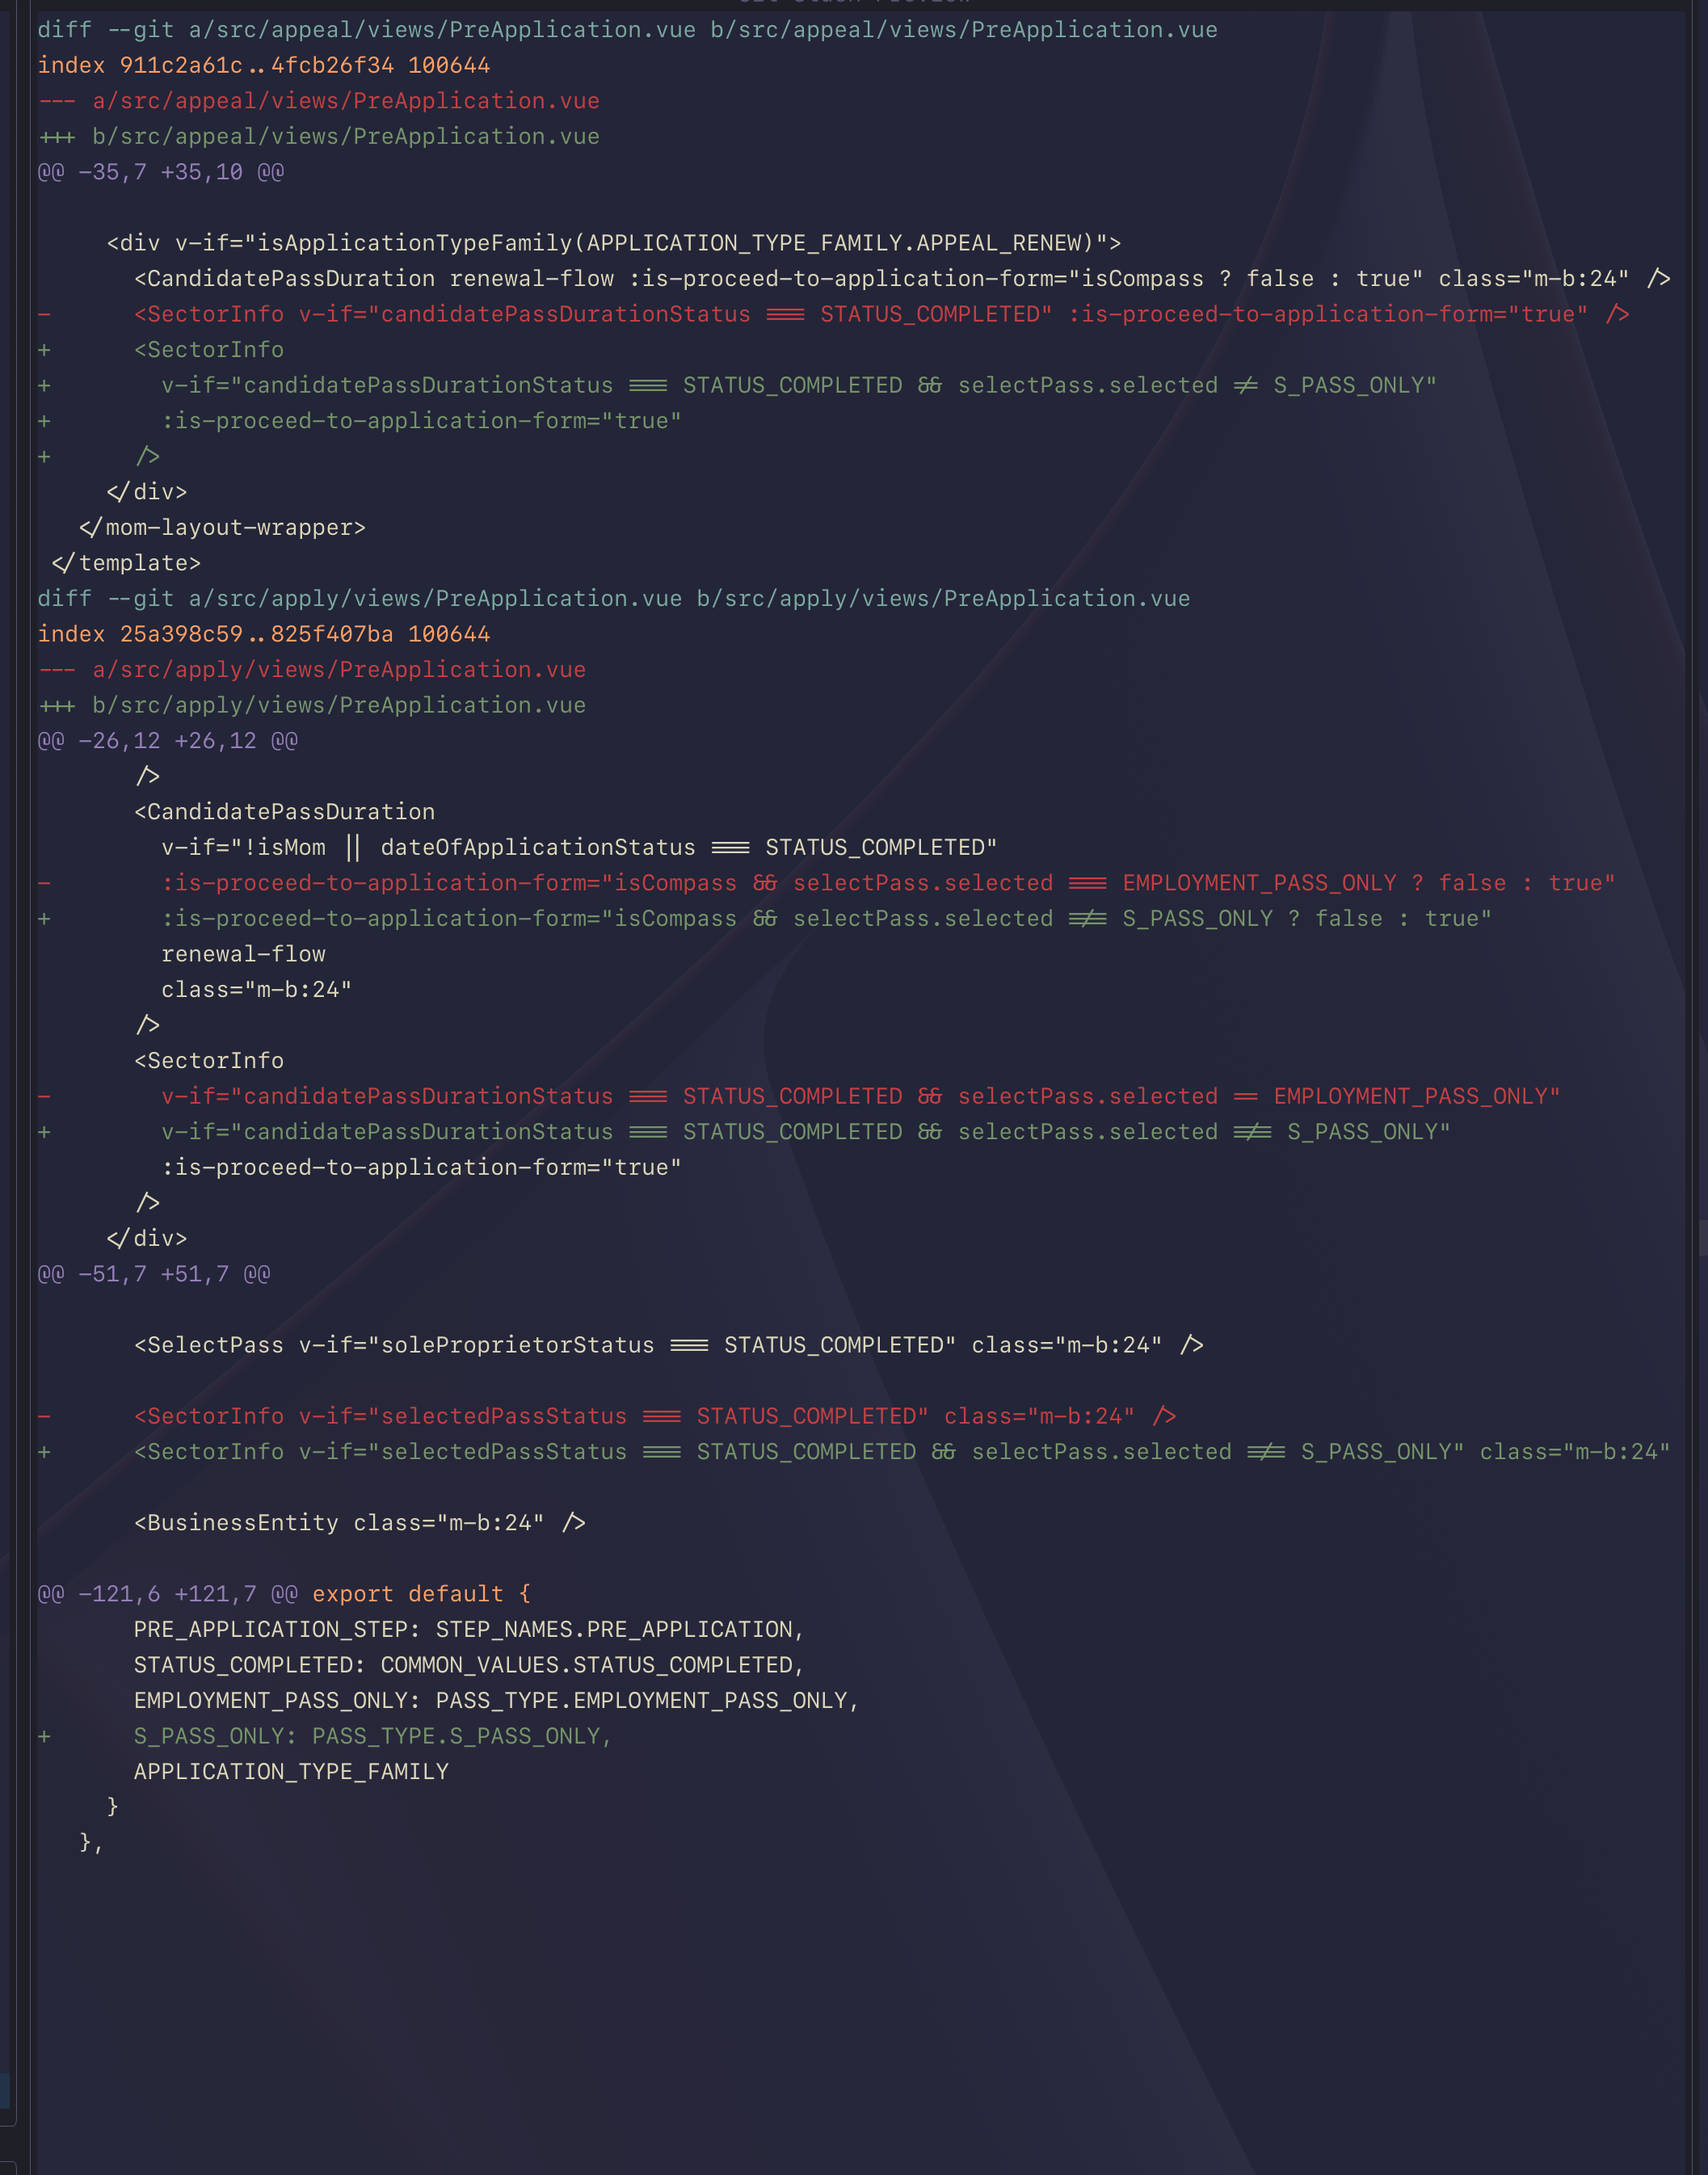 diff --git a/src/appeal/views/PreApplication.vue b/src/appeal/views/PreApplication.vue
index 911c2a61c..4fcb26f34 100644
--- a/src/appeal/views/PreApplication.vue
+++ b/src/appeal/views/PreApplication.vue
@@ -35,7 +35,10 @@
<div v-if="isApplicationTypeFamily(APPLICATION_TYPE_FAMILY.APPEAL_RENEW)">
<CandidatePassDuration renewal-flow :is-proceed-to-application-form="isCompass ? false : true" class="m-b:24" />
- <SectorInfo v-if="candidatePassDurationStatus === STATUS_COMPLETED" :is-proceed-to-application-form="true" />
+ <SectorInfo
+ v-if="candidatePassDurationStatus === STATUS_COMPLETED && selectPass.selected != S_PASS_ONLY"
+ :is-proceed-to-application-form="true"
+ />
</div>
</mom-layout-wrapper>
</template>
diff --git a/src/apply/views/PreApplication.vue b/src/apply/views/PreApplication.vue
index 25a398c59..825f407ba 100644
--- a/src/apply/views/PreApplication.vue
+++ b/src/apply/views/PreApplication.vue
@@ -26,12 +26,12 @@
/>
<CandidatePassDuration
v-if="!isMom || dateOfApplicationStatus === STATUS_COMPLETED"
- :is-proceed-to-application-form="isCompass && selectPass.selected === EMPLOYMENT_PASS_ONLY ? false : true"
+ :is-proceed-to-application-form="isCompass && selectPass.selected !== S_PASS_ONLY ? false : true"
renewal-flow
class="m-b:24"
/>
<SectorInfo
- v-if="candidatePassDurationStatus === STATUS_COMPLETED && selectPass.selected == EMPLOYMENT_PASS_ONLY"
+ v-if="candidatePassDurationStatus === STATUS_COMPLETED && selectPass.selected !== S_PASS_ONLY"
:is-proceed-to-application-form="true"
/>
</div>
@@ -51,7 +51,7 @@
<SelectPass v-if="soleProprietorStatus === STATUS_COMPLETED" class="m-b:24" />
- <SectorInfo v-if="selectedPassStatus === STATUS_COMPLETED" class="m-b:24" />
+ <SectorInfo v-if="selectedPassStatus === STATUS_COMPLETED && selectPass.selected !== S_PASS_ONLY" class="m-b:24"
<BusinessEntity class="m-b:24" />
@@ -121,6 +121,7 @@ export default {
PRE_APPLICATION_STEP: STEP_NAMES.PRE_APPLICATION,
STATUS_COMPLETED: COMMON_VALUES.STATUS_COMPLETED,
EMPLOYMENT_PASS_ONLY: PASS_TYPE.EMPLOYMENT_PASS_ONLY,
+ S_PASS_ONLY: PASS_TYPE.S_PASS_ONLY,
APPLICATION_TYPE_FAMILY
}
},